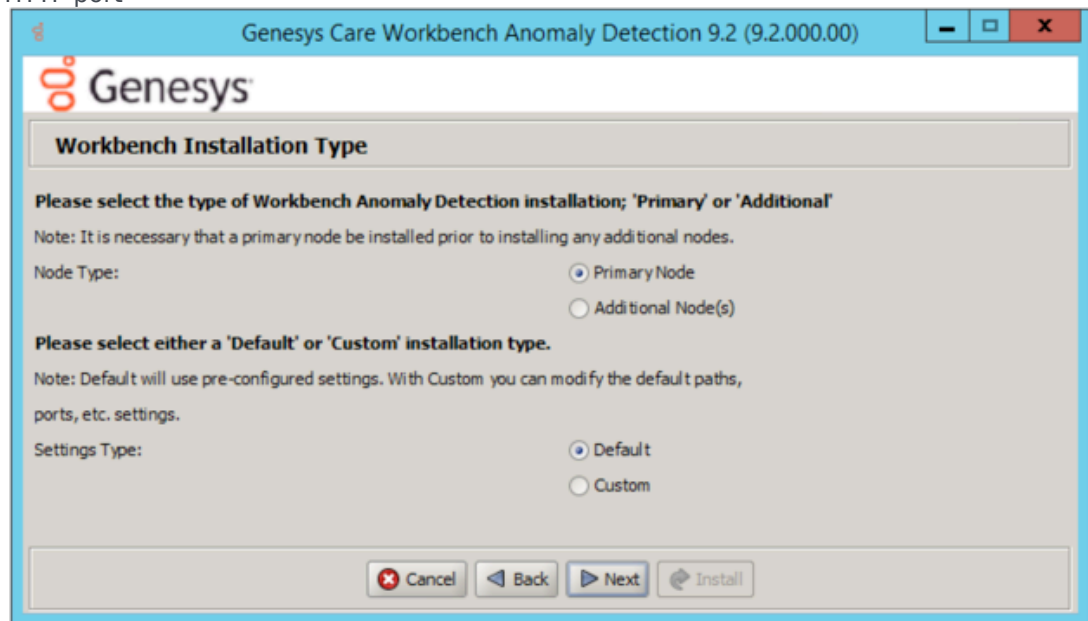 Genesys Care Workbench Anomaly Detection 9.2 (9.2.000.00)
Genesys
Workbench Installation Type
Please select the type of Workbench Anomaly Detection installation; 'Primary' or 'Additional'
Note: It is necessary that a primary node be installed prior to installing any additional nodes.
Node Type:
Primary Node
Additional Node(s)
Please select either a 'Default' or 'Custom' installation type.
Note: Default will use pre-configured settings. With Custom you can modify the default paths,
ports, etc. settings.
Settings Type:
Default
Custom
Cancel Back Next Install